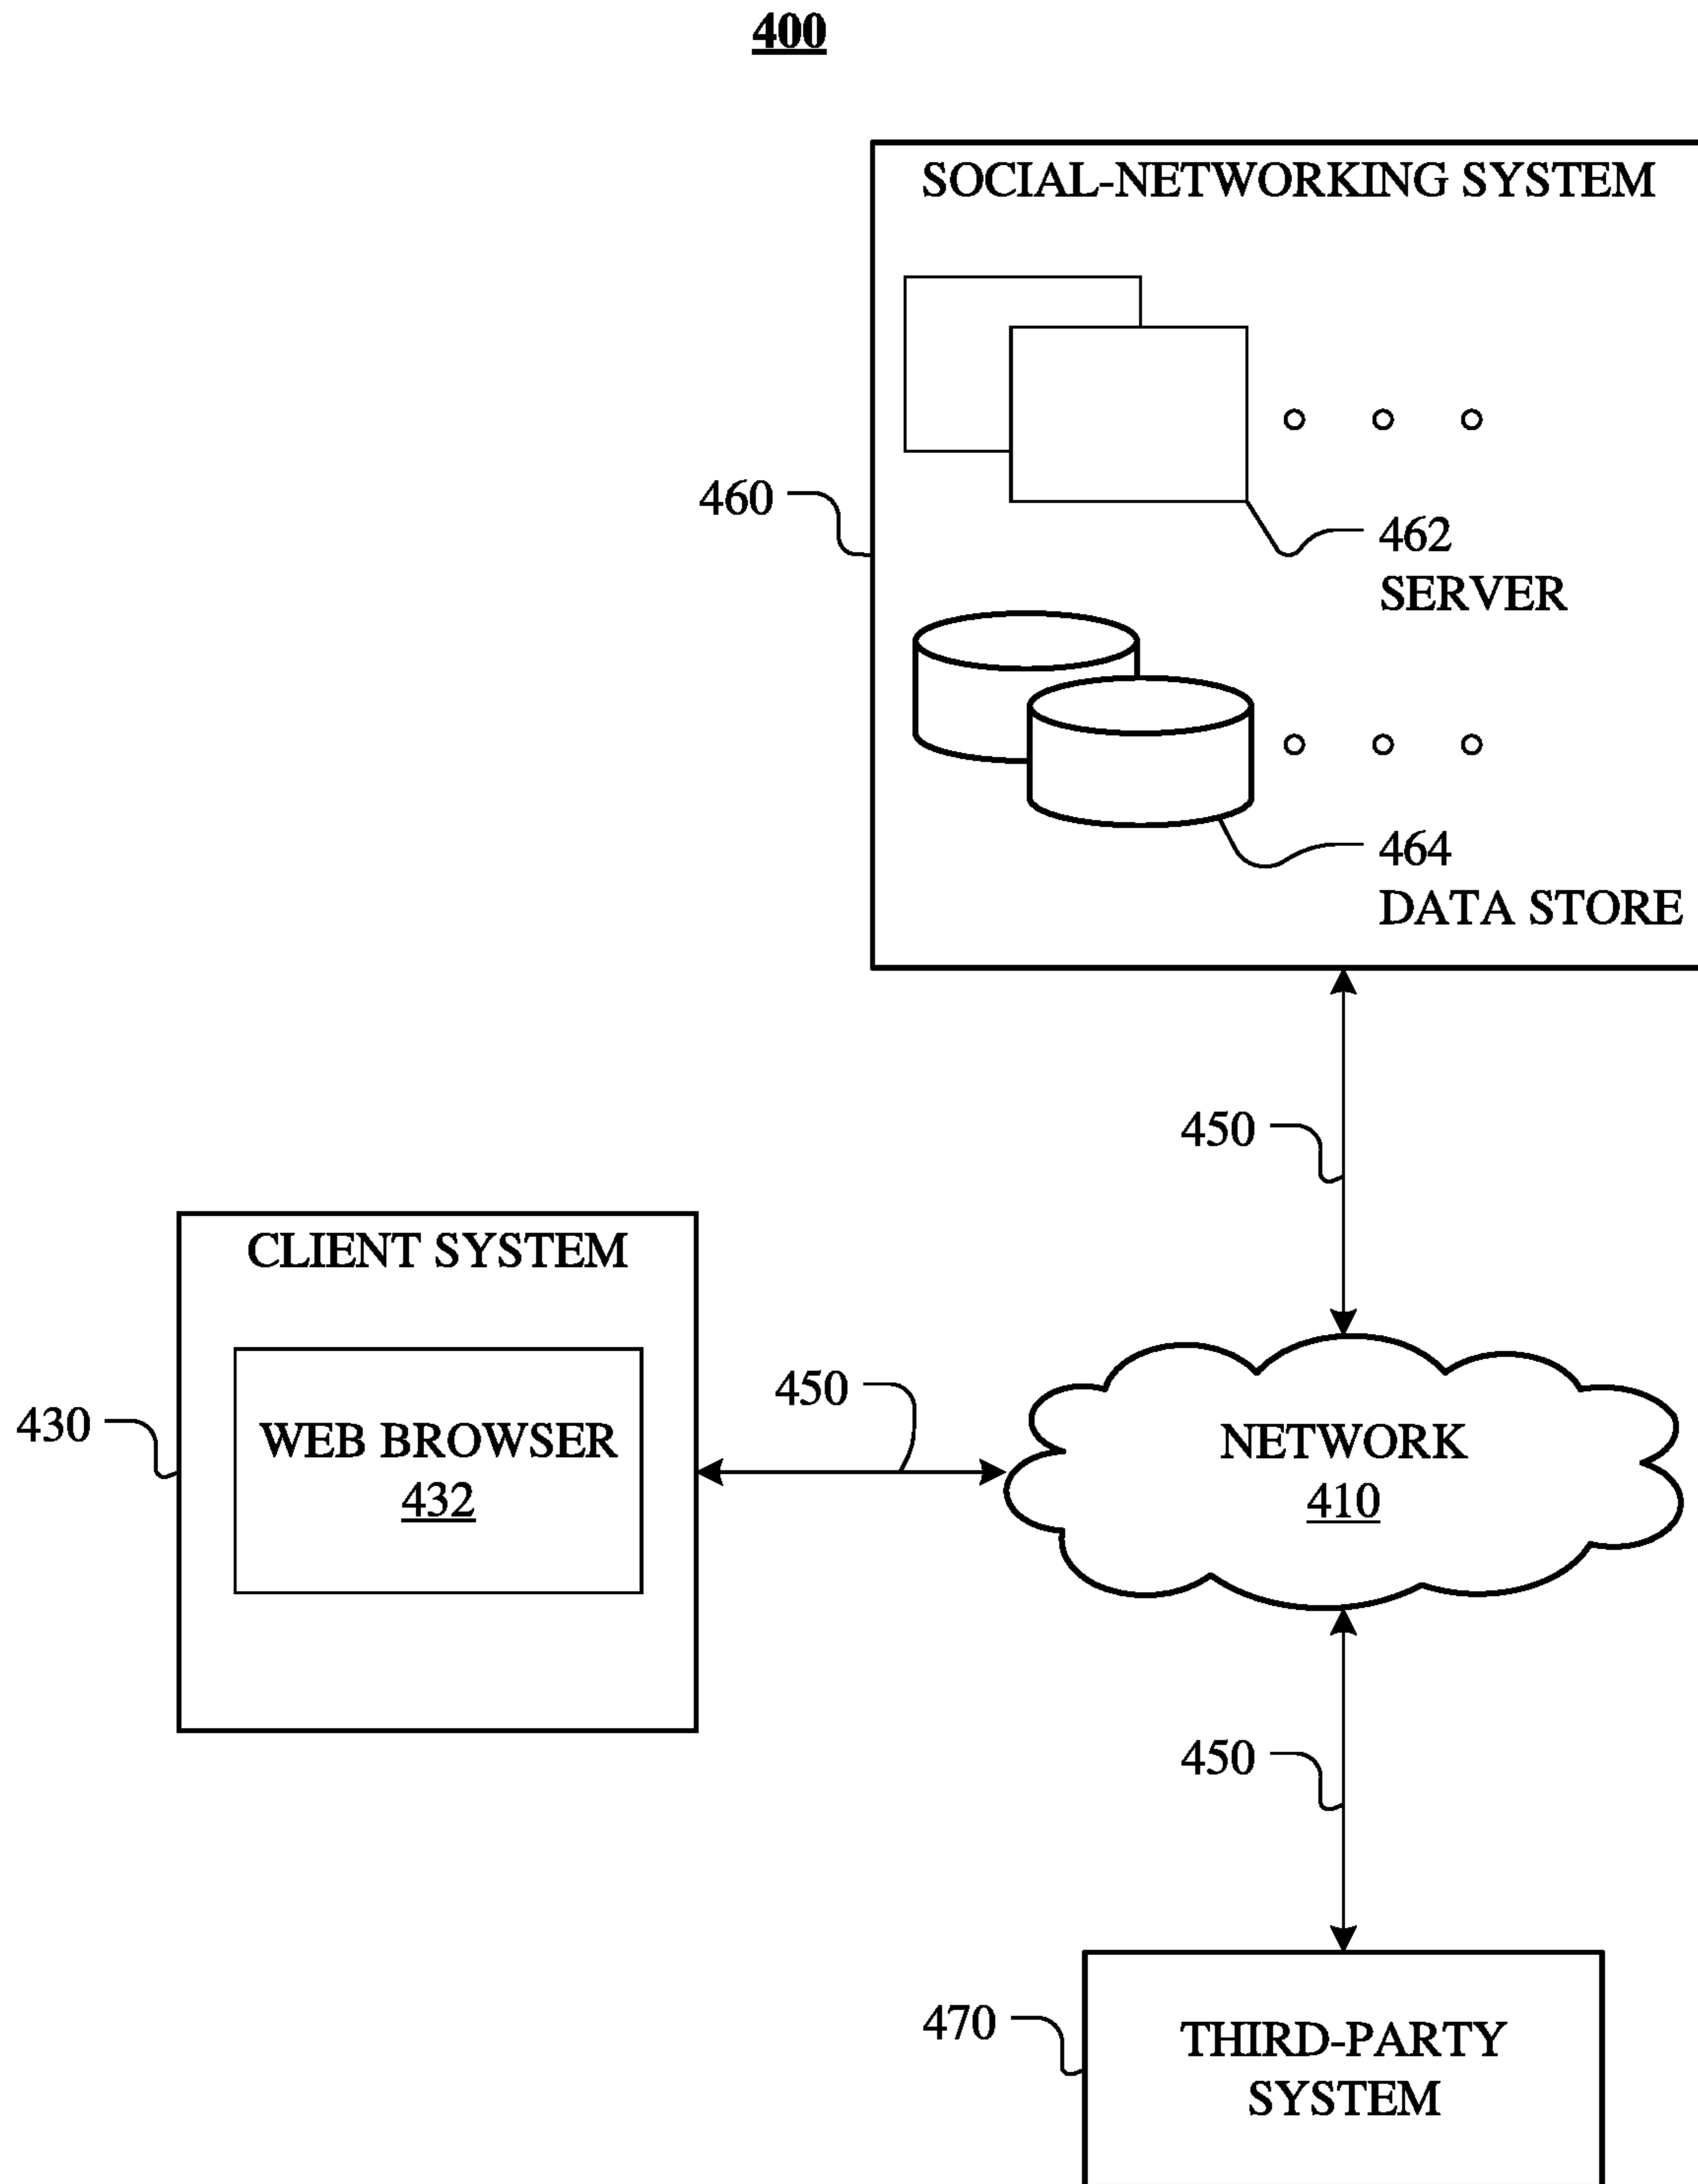 400
SOCIAL-NETWORKING SYSTEM
460
462
SERVER
464
DATA STORE
450
CLIENT SYSTEM
430
WEB BROWSER
432
450
NETWORK
410
450
470
THIRD-PARTY
SYSTEM